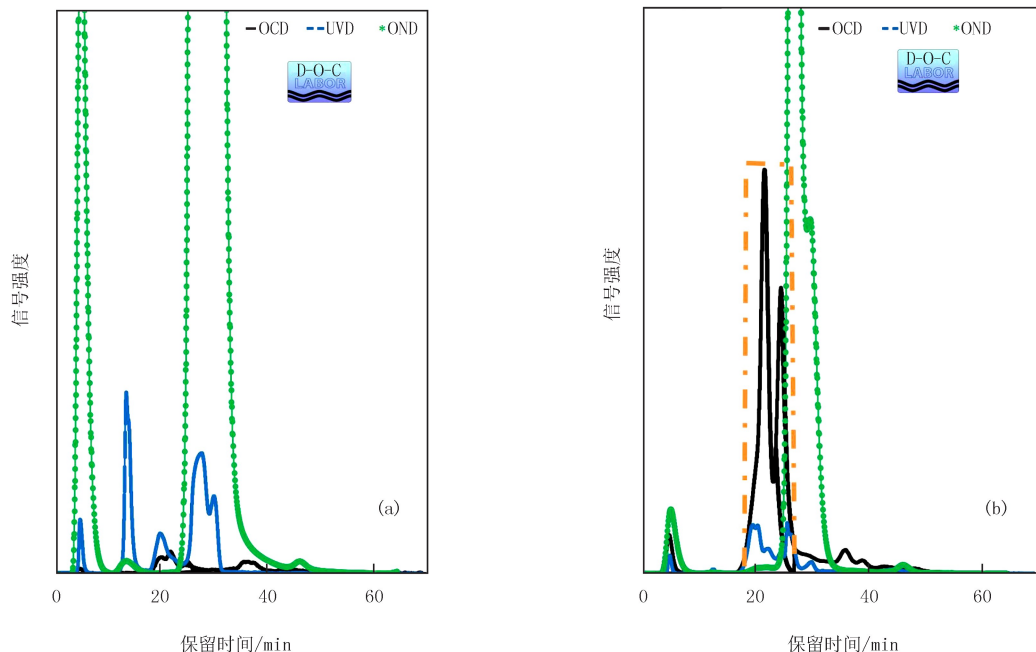 OCD UVD OND
D-O-C
LABOR
信号强度
(a)
0 20 40 60
保留时间/min
OCD UVD OND
D-O-C
LABOR
信号强度
(b)
0 20 40 60
保留时间/min